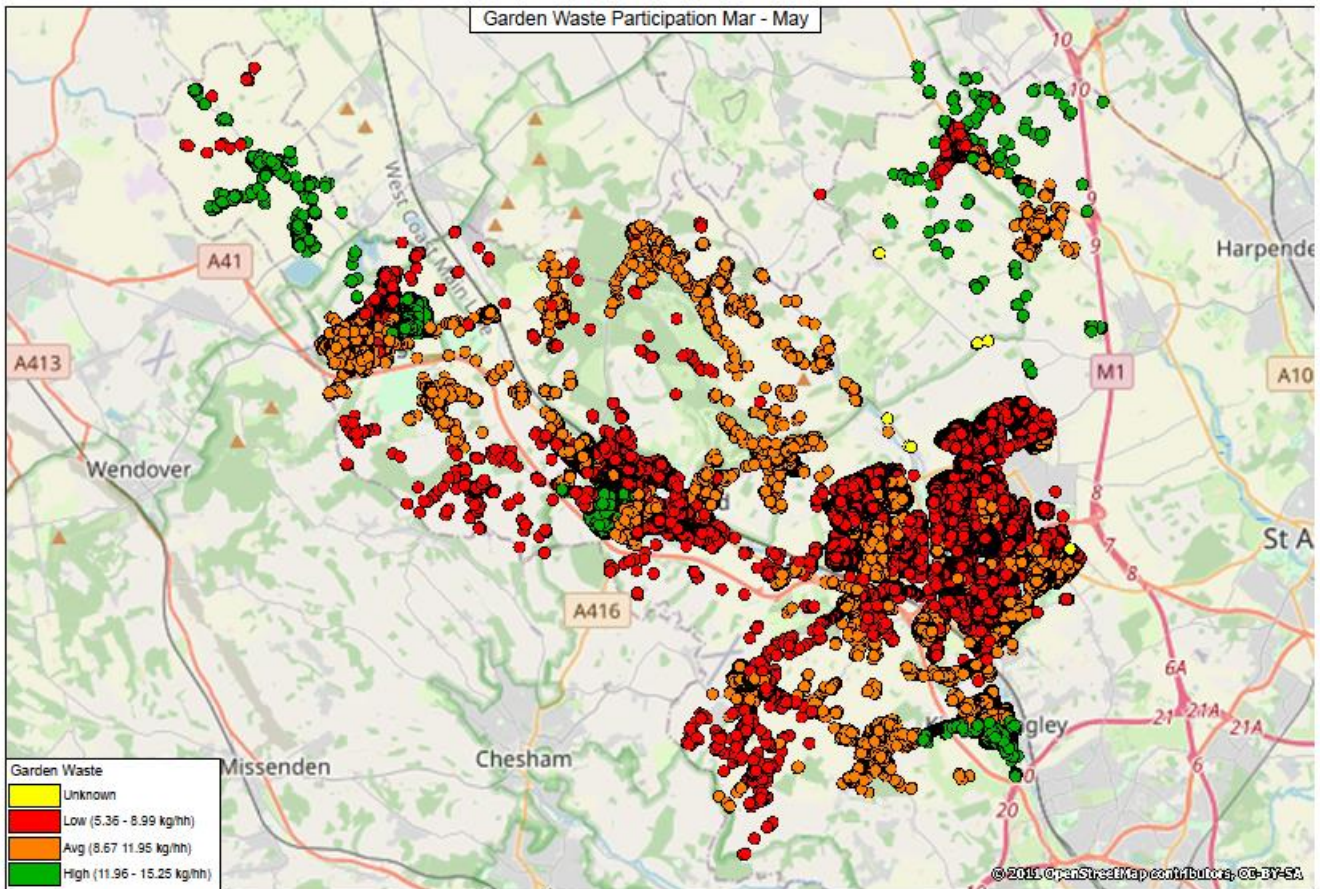 Garden Waste Participation Mar - May
10
10
West Coast Main Line
A41
9
9
Harpende
A413
M1
A10
Wendover
8
7
8
St A
A416
6A
gley
21
21A
21A
Chesham
Missenden
6
0
20
Garden Waste
Unknown
Low (5.36 - 8.99 kg/hh)
Avg (8.67 11.95 kg/hh)
High (11.96 - 15.25 kg/hh)
© 2011 OpenStreetMap contributors, CC-BY-SA